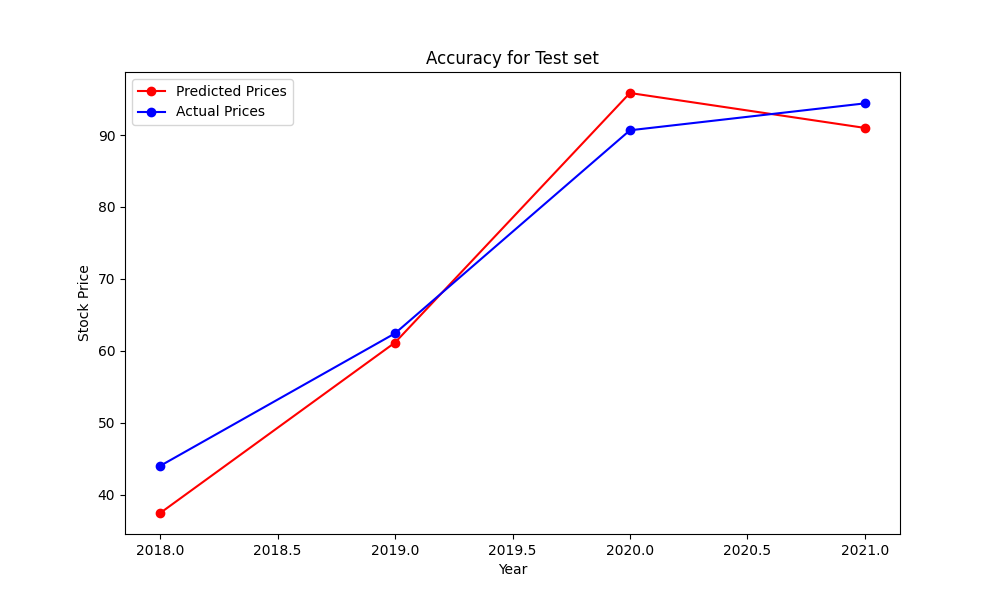 Accuracy for Test set
Predicted Prices
Actual Prices
90
80
70
60
50
40
Stock Price
2018.0 2018.5 2019.0 2019.5 2020.0 2020.5 2021.0
Year